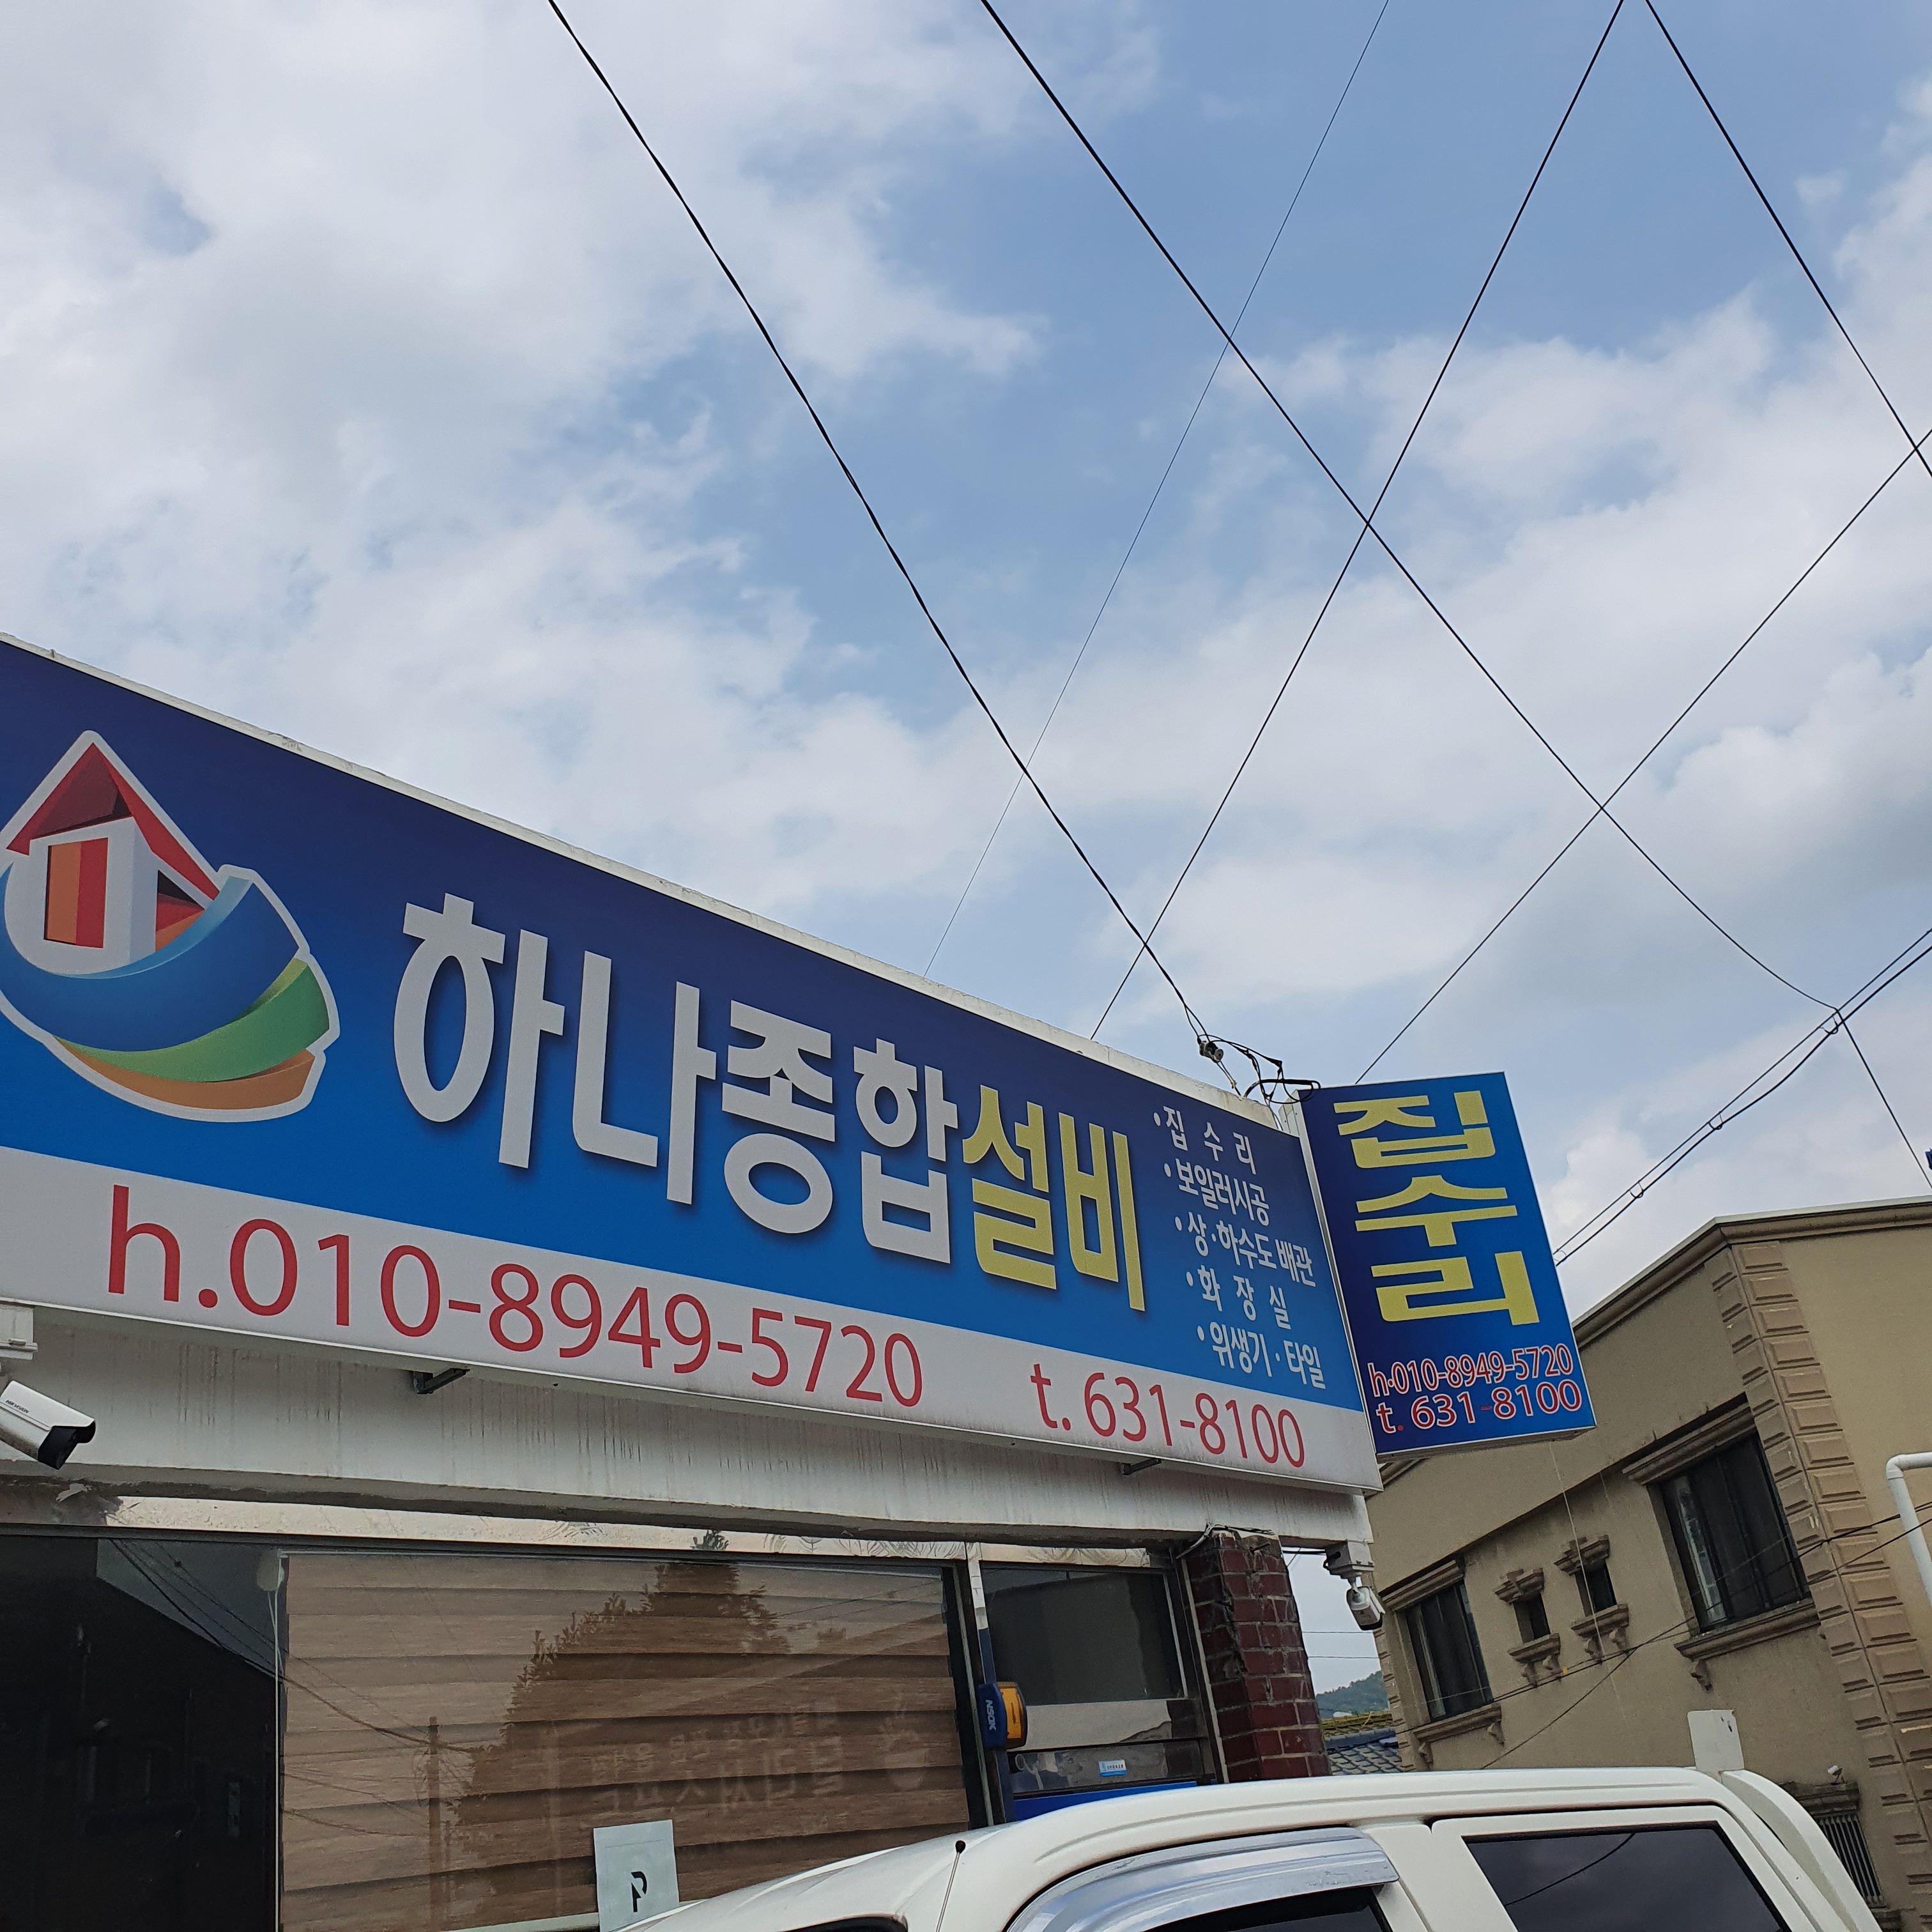 하나종합설비
•집 수 리
•보일러시공
•상·하수도배관
•화 장 실
•위생기·타일
h.010-8949-5720 t. 631-8100
집수리
h·010-8949-5720
t. 631-8100
P